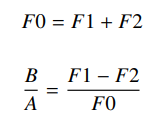 F0 = F1 + F2
B/A = (F1 − F2)/F0